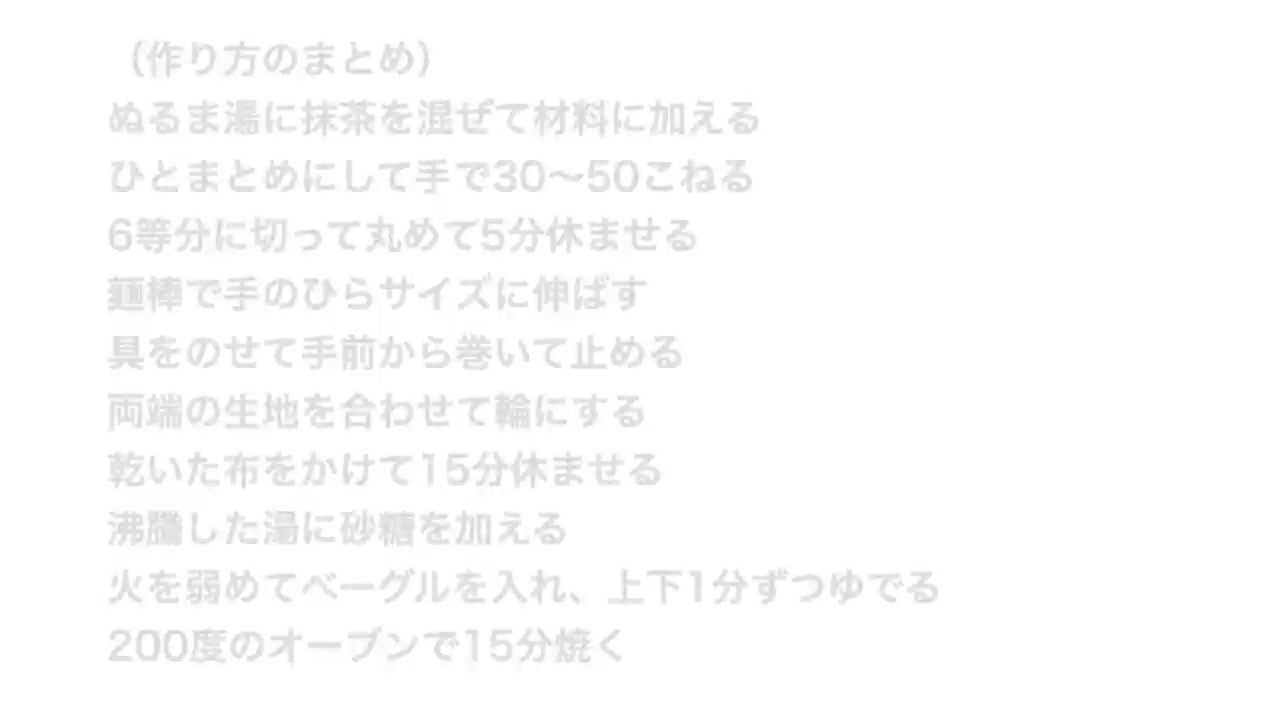 （作り方のまとめ）
ぬるま湯に抹茶を混ぜて材料に加える
ひとまとめにして手で30〜50こねる
6等分に切って丸めて5分休ませる
麺棒で手のひらサイズに伸ばす
具をのせて手前から巻いて止める
両端の生地を合わせて輪にする
乾いた布をかけて15分休ませる
沸騰した湯に砂糖を加える
火を弱めてベーグルを入れ、上下1分ずつゆでる
200度のオーブンで15分焼く